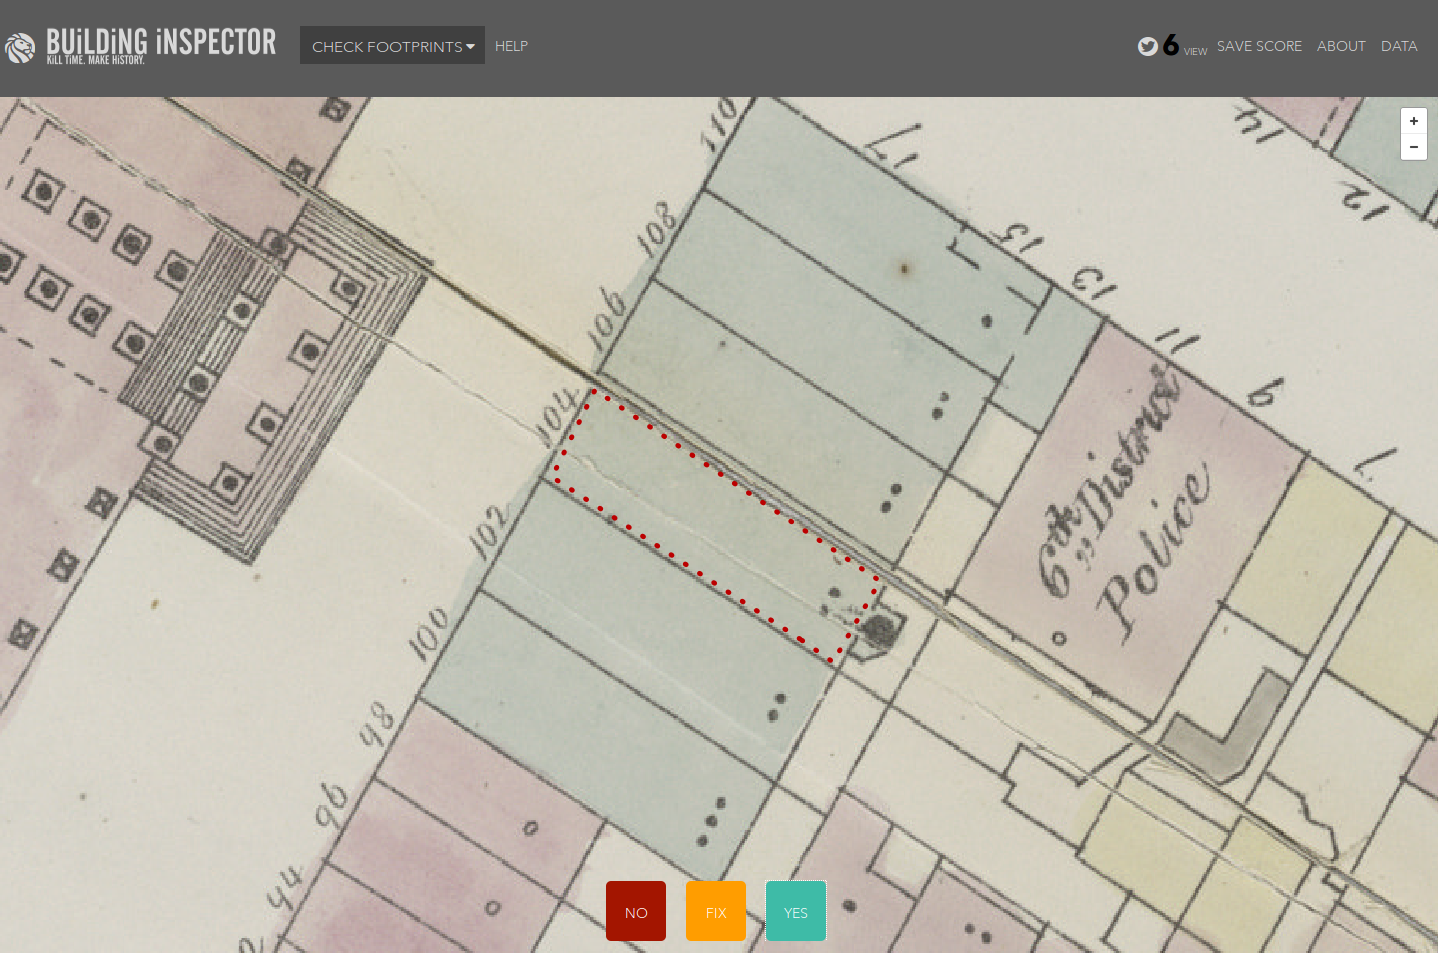 BUiLDiNG iNSPECTOR
KiLL TiME. MAKE HiSTORY.
CHECK FOOTPRINTS
HELP
6 VIEW
SAVE SCORE
ABOUT
DATA
+
−
110
17
14
12
108
15
13
106
11
9
104
7
6th District
Police
102
100
98
96
94
NO
FIX
YES